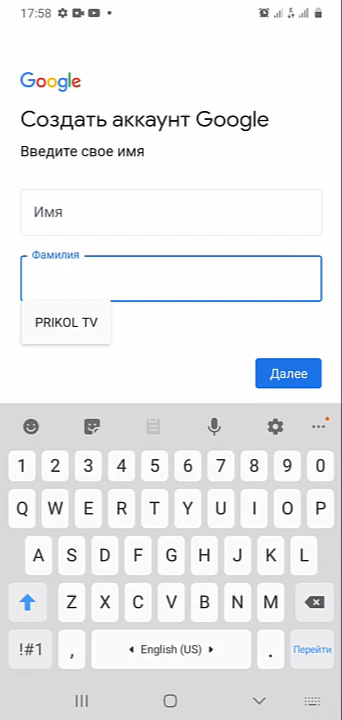 17:58
Google
Создать аккаунт Google
Введите свое имя
Имя
Фамилия
PRIKOL TV
Далее
1 2 3 4 5 6 7 8 9 0
Q W E R T Y U I O P
A S D F G H J K L
Z X C V B N M
!#1 , English (US) . Перейти